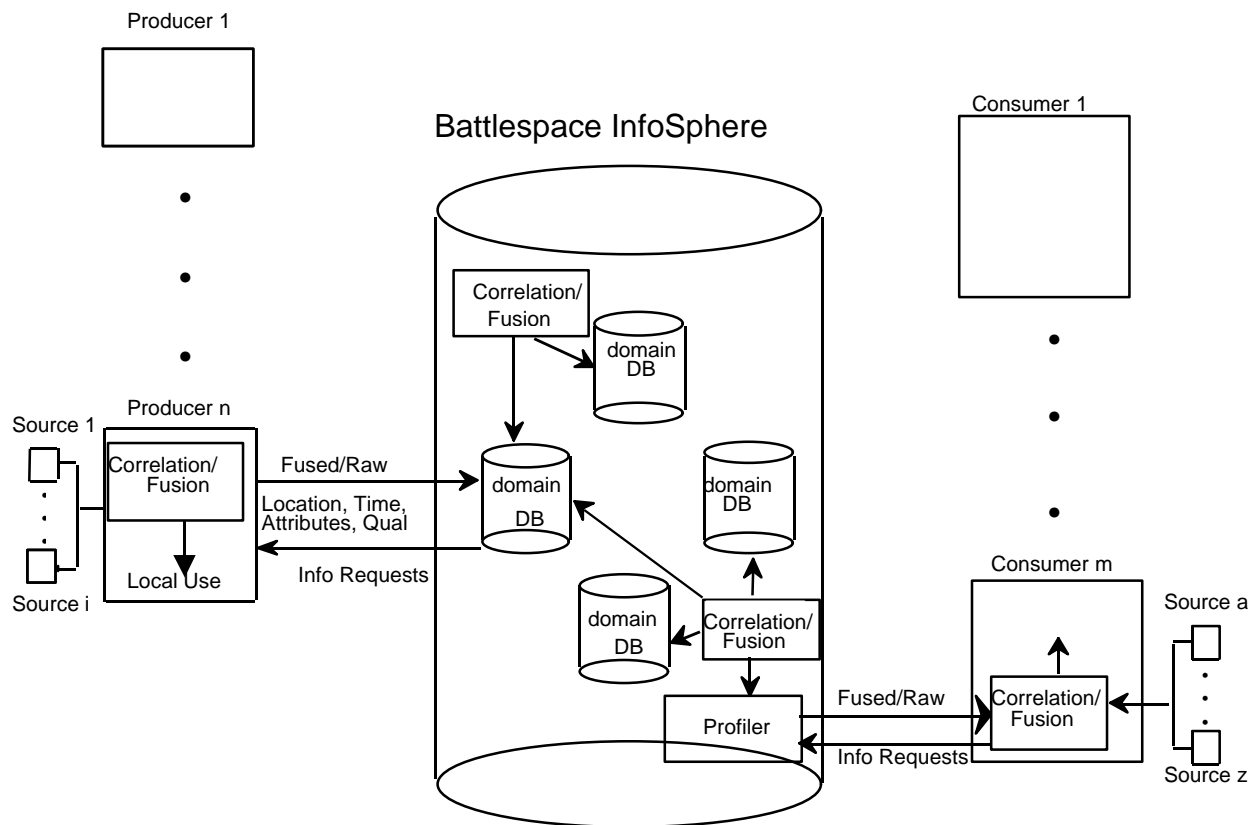 Producer 1
Consumer 1
Battlespace InfoSphere
Correlation/
Fusion
domain
DB
Producer n
Source 1
Correlation/
Fusion
Local Use
Source i
Fused/Raw
Location, Time,
Attributes, Qual
Info Requests
domain
DB
domain
DB
domain
DB
Correlation/
Fusion
Profiler
Fused/Raw
Info Requests
Consumer m
Correlation/
Fusion
Source a
Source z